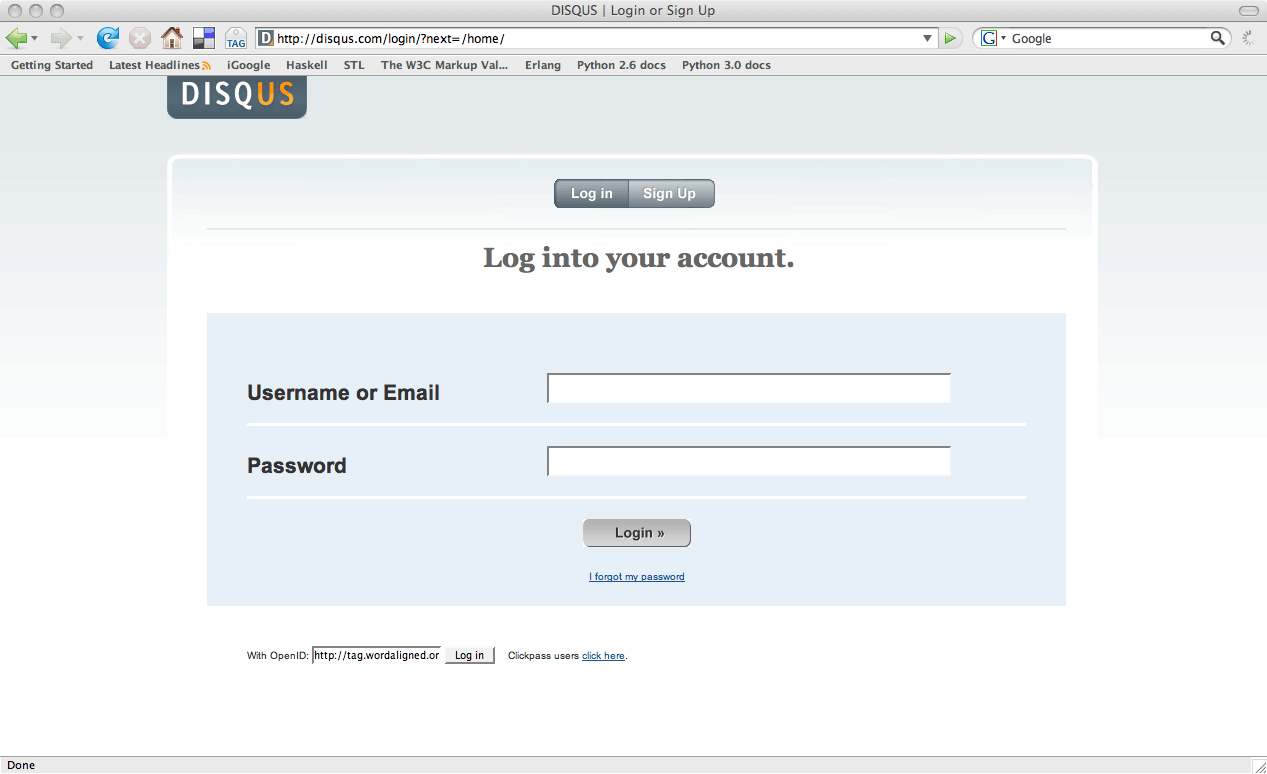 DISQUS | Login or Sign Up
TAG
D
http://disqus.com/login/?next=/home/
G
Google
Getting Started
Latest Headlines
iGoogle
Haskell
STL
The W3C Markup Val...
Erlang
Python 2.6 docs
Python 3.0 docs
DISQUS
Log in
Sign Up
Log into your account.
Username or Email
Password
Login »
I forgot my password
With OpenID: http://tag.wordaligned.or Log in Clickpass users click here.
Done